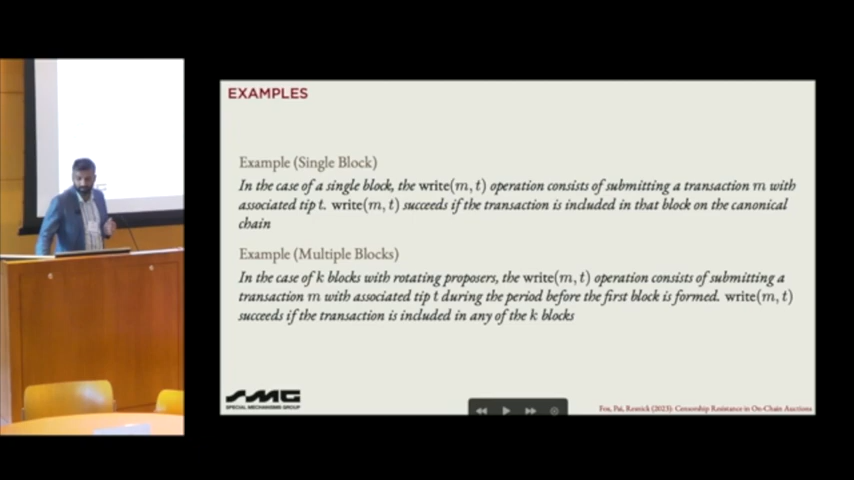 EXAMPLES
Example (Single Block)
In the case of a single block, the write(m, t) operation consists of submitting a transaction m with
associated tip t. write(m, t) succeeds if the transaction is included in that block on the canonical
chain
Example (Multiple Blocks)
In the case of k blocks with rotating proposers, the write(m, t) operation consists of submitting a
transaction m with associated tip t during the period before the first block is formed. write(m, t)
succeeds if the transaction is included in any of the k blocks
SMG
SPECIAL MECHANISMS GROUP
Fox, Pai, Resnick (2023): Censorship Resistance in On-Chain Auctions